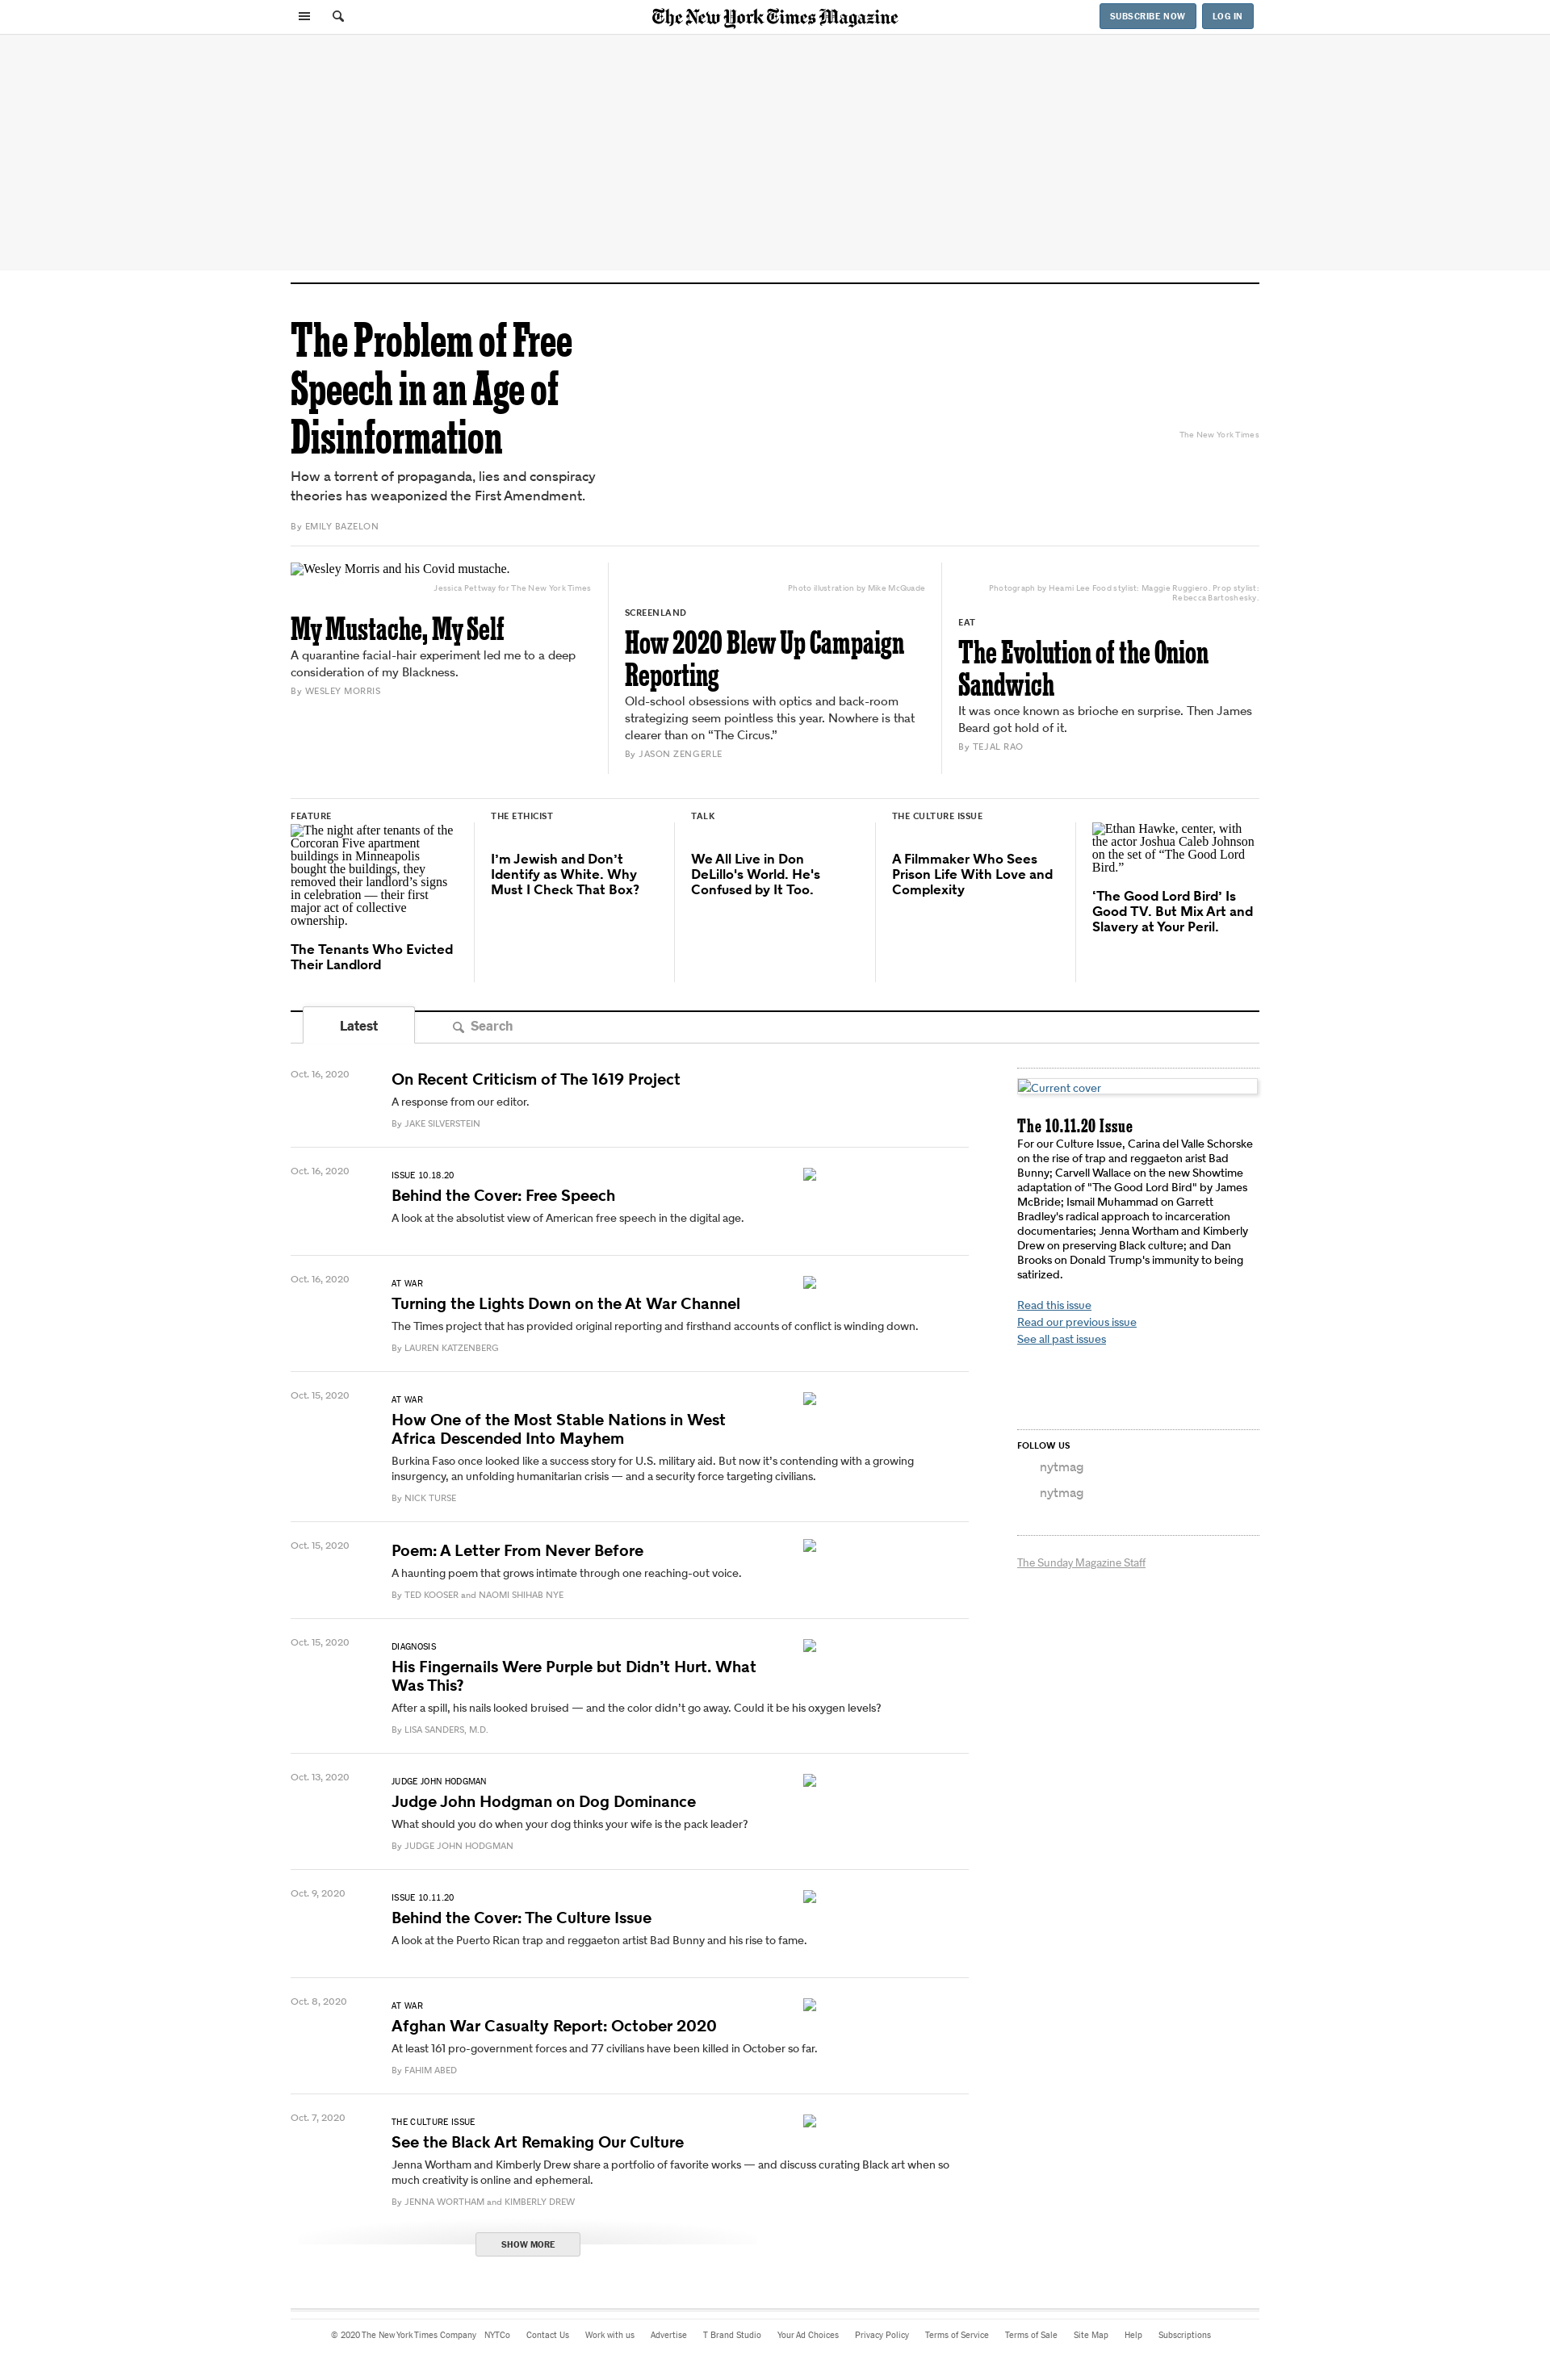 The New York Times Magazine
SUBSCRIBE NOW
LOG IN
The Problem of Free
Speech in an Age of
Disinformation
How a torrent of propaganda, lies and conspiracy
theories has weaponized the First Amendment.
By EMILY BAZELON
The New York Times
Wesley Morris and his Covid mustache.
Jessica Pettway for The New York Times
My Mustache, My Self
A quarantine facial-hair experiment led me to a deep
consideration of my Blackness.
By WESLEY MORRIS
Photo illustration by Mike McQuade
SCREENLAND
How 2020 Blew Up Campaign
Reporting
Old-school obsessions with optics and back-room
strategizing seem pointless this year. Nowhere is that
clearer than on “The Circus.”
By JASON ZENGERLE
Photograph by Heami Lee Food stylist: Maggie Ruggiero. Prop stylist:
Rebecca Bartoshesky.
EAT
The Evolution of the Onion
Sandwich
It was once known as brioche en surprise. Then James
Beard got hold of it.
By TEJAL RAO
FEATURE
The night after tenants of the
Corcoran Five apartment
buildings in Minneapolis
bought the buildings, they
removed their landlord’s signs
in celebration — their first
major act of collective
ownership.
The Tenants Who Evicted
Their Landlord
THE ETHICIST
I’m Jewish and Don’t
Identify as White. Why
Must I Check That Box?
TALK
We All Live in Don
DeLillo's World. He's
Confused by It Too.
THE CULTURE ISSUE
A Filmmaker Who Sees
Prison Life With Love and
Complexity
Ethan Hawke, center, with
the actor Joshua Caleb Johnson
on the set of “The Good Lord
Bird.”
‘The Good Lord Bird’ Is
Good TV. But Mix Art and
Slavery at Your Peril.
Latest
Search
Oct. 16, 2020
On Recent Criticism of The 1619 Project
A response from our editor.
By JAKE SILVERSTEIN
Oct. 16, 2020
ISSUE 10.18.20
Behind the Cover: Free Speech
A look at the absolutist view of American free speech in the digital age.
Oct. 16, 2020
AT WAR
Turning the Lights Down on the At War Channel
The Times project that has provided original reporting and firsthand accounts of conflict is winding down.
By LAUREN KATZENBERG
Oct. 15, 2020
AT WAR
How One of the Most Stable Nations in West
Africa Descended Into Mayhem
Burkina Faso once looked like a success story for U.S. military aid. But now it’s contending with a growing
insurgency, an unfolding humanitarian crisis — and a security force targeting civilians.
By NICK TURSE
Oct. 15, 2020
Poem: A Letter From Never Before
A haunting poem that grows intimate through one reaching-out voice.
By TED KOOSER and NAOMI SHIHAB NYE
Oct. 15, 2020
DIAGNOSIS
His Fingernails Were Purple but Didn’t Hurt. What
Was This?
After a spill, his nails looked bruised — and the color didn’t go away. Could it be his oxygen levels?
By LISA SANDERS, M.D.
Oct. 13, 2020
JUDGE JOHN HODGMAN
Judge John Hodgman on Dog Dominance
What should you do when your dog thinks your wife is the pack leader?
By JUDGE JOHN HODGMAN
Oct. 9, 2020
ISSUE 10.11.20
Behind the Cover: The Culture Issue
A look at the Puerto Rican trap and reggaeton artist Bad Bunny and his rise to fame.
Oct. 8, 2020
AT WAR
Afghan War Casualty Report: October 2020
At least 161 pro-government forces and 77 civilians have been killed in October so far.
By FAHIM ABED
Oct. 7, 2020
THE CULTURE ISSUE
See the Black Art Remaking Our Culture
Jenna Wortham and Kimberly Drew share a portfolio of favorite works — and discuss curating Black art when so
much creativity is online and ephemeral.
By JENNA WORTHAM and KIMBERLY DREW
SHOW MORE
Current cover
The 10.11.20 Issue
For our Culture Issue, Carina del Valle Schorske
on the rise of trap and reggaeton arist Bad
Bunny; Carvell Wallace on the new Showtime
adaptation of "The Good Lord Bird" by James
McBride; Ismail Muhammad on Garrett
Bradley's radical approach to incarceration
documentaries; Jenna Wortham and Kimberly
Drew on preserving Black culture; and Dan
Brooks on Donald Trump's immunity to being
satirized.
Read this issue
Read our previous issue
See all past issues
FOLLOW US
nytmag
nytmag
The Sunday Magazine Staff
© 2020 The New York Times Company NYTCo Contact Us Work with us Advertise T Brand Studio Your Ad Choices Privacy Policy Terms of Service Terms of Sale Site Map Help Subscriptions